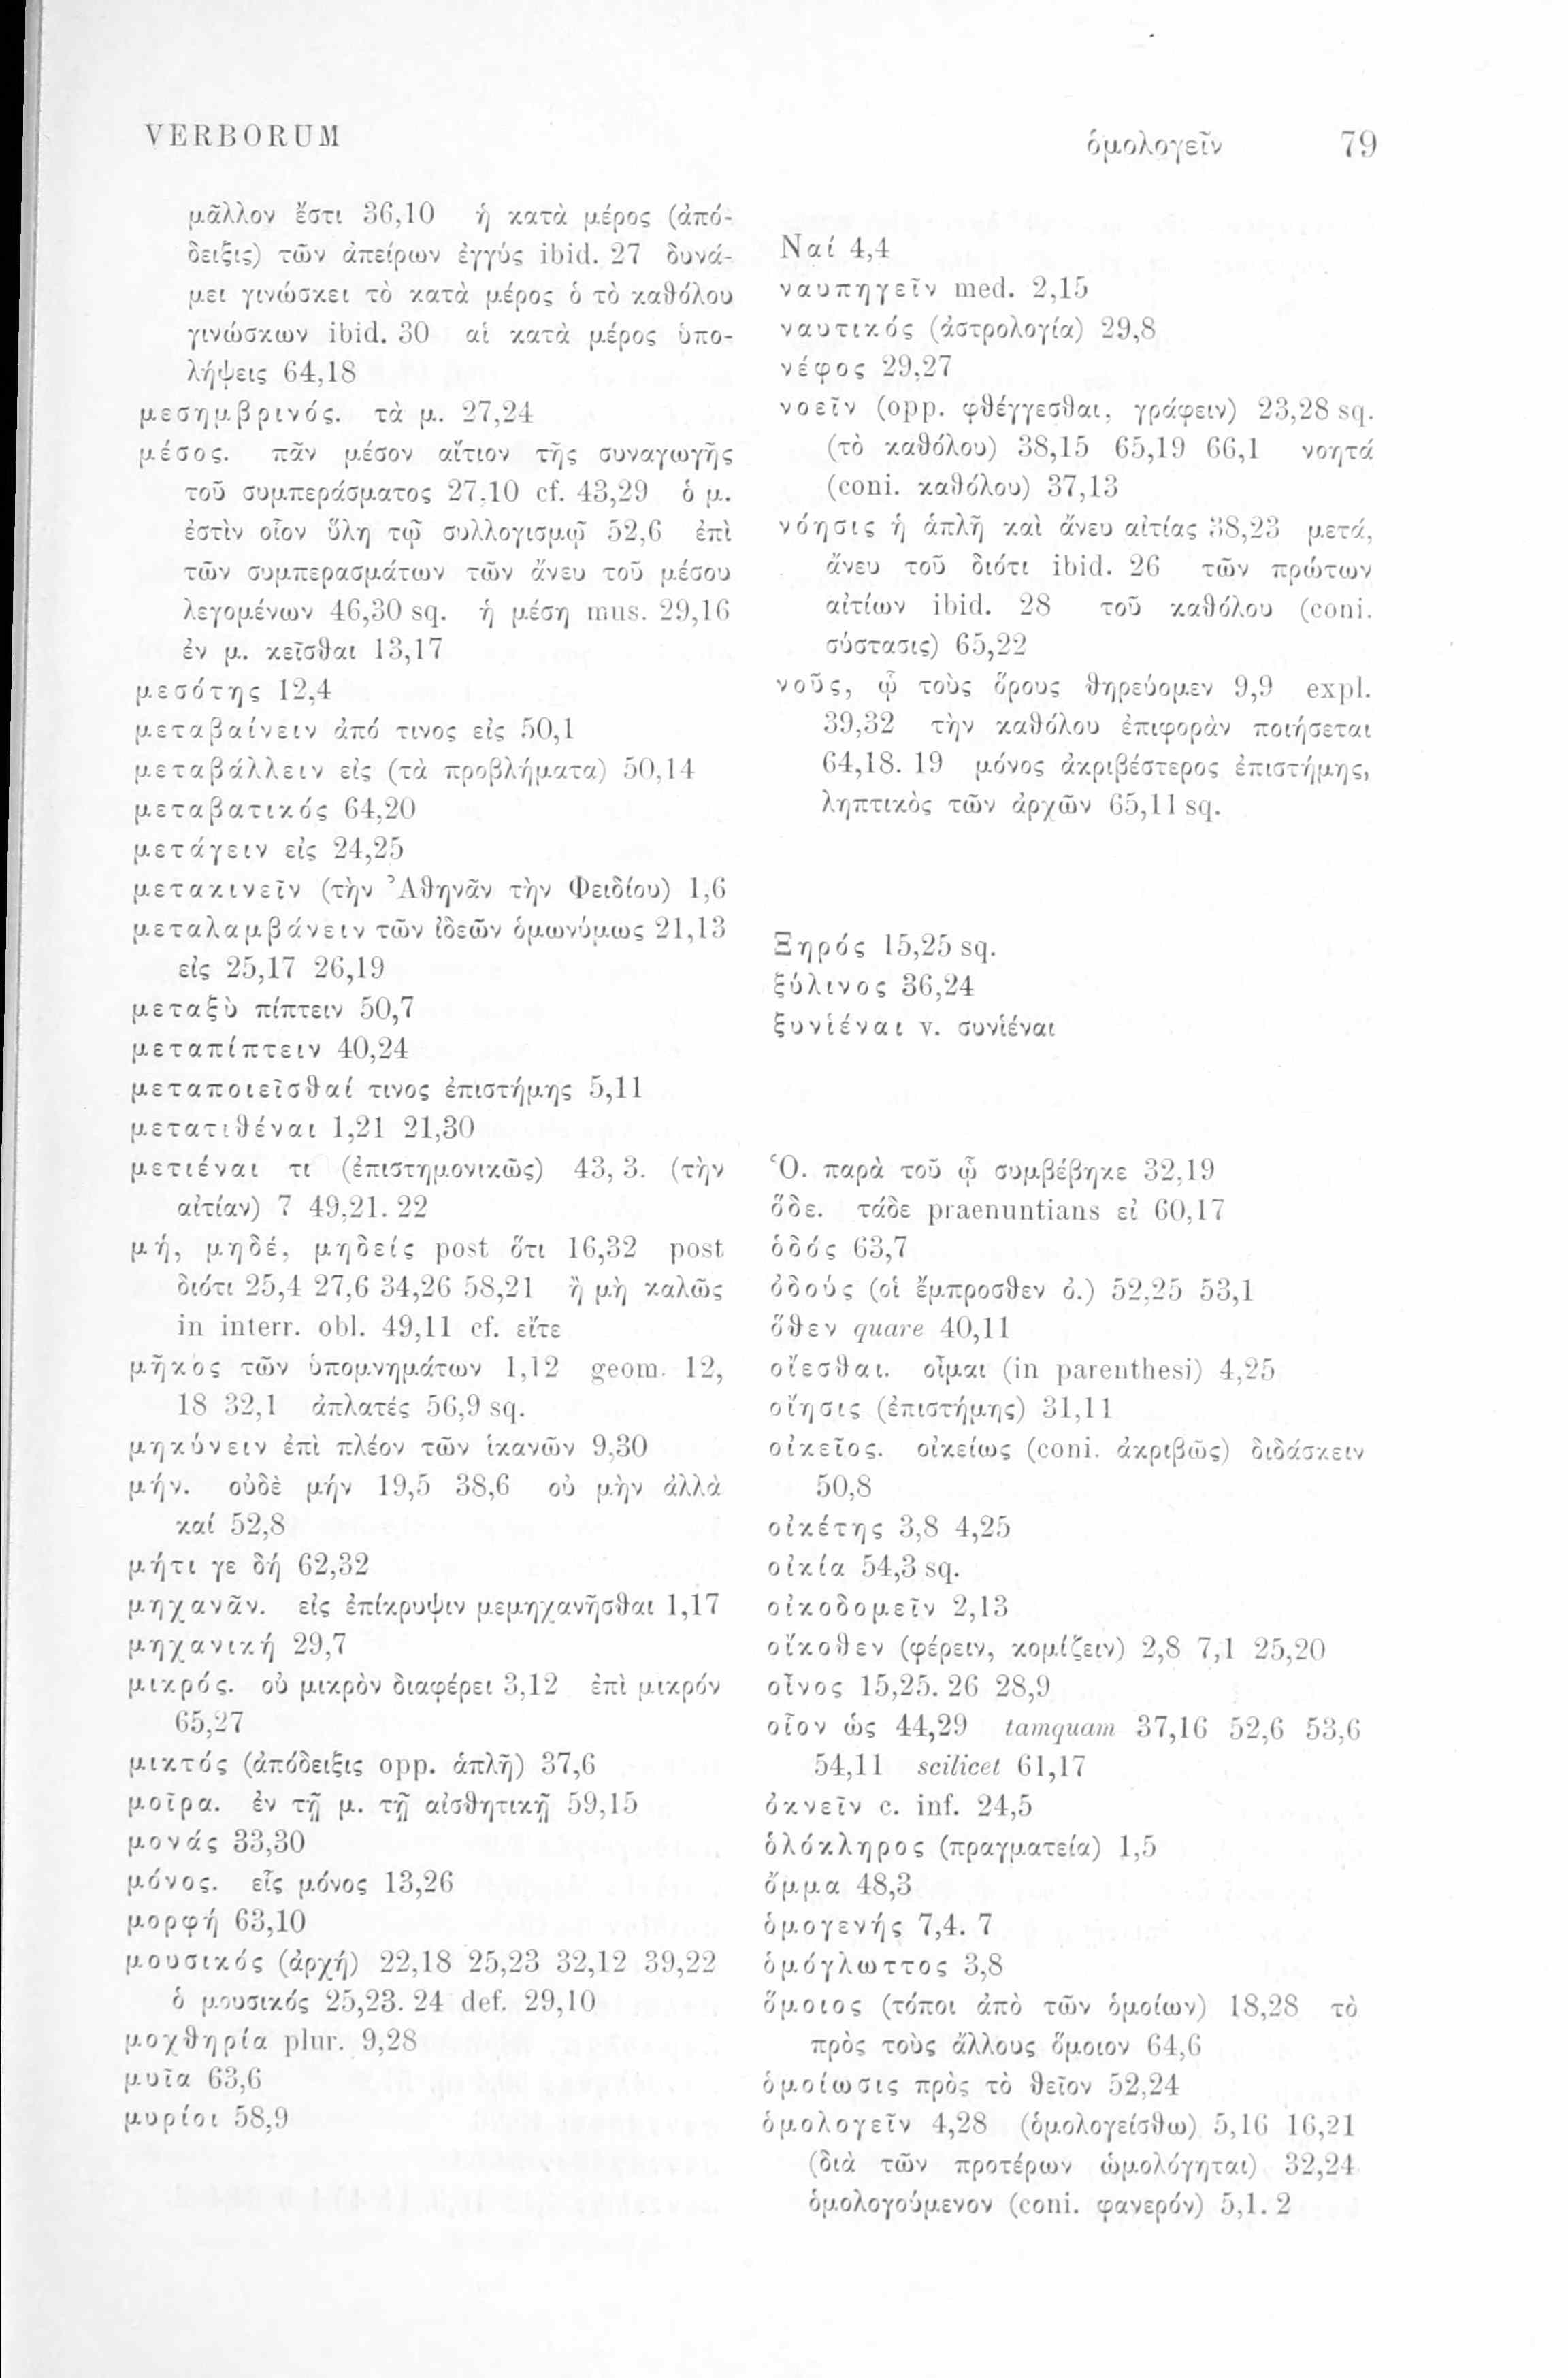 VERBORUM
ὁμολογεῖν 79
μᾶλλον ἔστι 36,10 ἡ κατὰ μέρος (ἀπό-
δειξις) τῶν ἀπείρων ἐγγύς ibid. 27 δυνά-
μει γινώσκει τὸ κατὰ μέρος ὁ τὸ καθόλου
γινώσκων ibid. 30 αἱ κατὰ μέρος ὑπο-
λήψεις 64,18
μεσημβρινός. τὰ μ. 27,24
μέσος. πᾶν μέσον αἴτιον τῆς συναγωγῆς
τοῦ συμπεράσματος 27,10 cf. 43,29 ὁ μ.
ἐστὶν οἷον ὕλη τῷ συλλογισμῷ 52,6 ἐπὶ
τῶν συμπερασμάτων τῶν ἄνευ τοῦ μέσου
λεγομένων 46,30 sq. ἡ μέση mus. 29,16
ἐν μ. κεῖσθαι 13,17
μεσότης 12,4
μεταβαίνειν ἀπό τινος εἰς 50,1
μεταβάλλειν εἰς (τὰ προβλήματα) 50,14
μεταβατικός 64,20
μετάγειν εἰς 24,25
μετακινεῖν (τὴν Ἀθηνᾶν τὴν Φειδίου) 1,6
μεταλαμβάνειν τῶν ἰδεῶν ὁμωνύμως 21,13
εἰς 25,17 26,19
μεταξὺ πίπτειν 50,7
μεταπίπτειν 40,24
μεταποιεῖσθαί τινος ἐπιστήμης 5,11
μετατιθέναι 1,21 21,30
μετιέναι τι (ἐπιστημονικῶς) 43, 3. (τὴν
αἰτίαν) 7 49,21. 22
μή, μηδέ, μηδείς post ὅτι 16,32 post
διότι 25,4 27,6 34,26 58,21 ἢ μὴ καλῶς
in interr. obl. 49,11 cf. εἴτε
μῆκος τῶν ὑπομνημάτων 1,12 geom. 12,
18 32,1 ἀπλατές 56,9 sq.
μηκύνειν ἐπὶ πλέον τῶν ἱκανῶν 9,30
μήν. οὐδὲ μήν 19,5 38,6 οὐ μὴν ἀλλὰ
καί 52,8
μήτι γε δή 62,32
μηχανᾶν. εἰς ἐπίκρυψιν μεμηχανῆσθαι 1,17
μηχανική 29,7
μικρός. οὐ μικρὸν διαφέρει 3,12 ἐπὶ μικρόν
65,27
μικτός (ἀπόδειξις opp. ἁπλῆ) 37,6
μοῖρα. ἐν τῇ μ. τῇ αἰσθητικῇ 59,15
μονάς 33,30
μόνος. εἷς μόνος 13,26
μορφή 63,10
μουσικός (ἀρχή) 22,18 25,23 32,12 39,22
ὁ μουσικός 25,23. 24 def. 29,10
μοχθηρία plur. 9,28
μυῖα 63,6
μυρίοι 58,9
Ναί 4,4
ναυπηγεῖν med. 2,15
ναυτικός (ἀστρολογία) 29,8
νέφος 29,27
νοεῖν (opp. φθέγγεσθαι, γράφειν) 23,28 sq.
(τὸ καθόλου) 38,15 65,19 66,1 νοητά
(coni. καθόλου) 37,13
νόησις ἡ ἁπλῆ καὶ ἄνευ αἰτίας 38,23 μετά,
ἄνευ τοῦ διότι ibid. 26 τῶν πρώτων
αἰτίων ibid. 28 τοῦ καθόλου (coni.
σύστασις) 65,22
νοῦς, ᾧ τοὺς ὅρους θηρεύομεν 9,9 expl.
39,32 τὴν καθόλου ἐπιφορὰν ποιήσεται
64,18. 19 μόνος ἀκριβέστερος ἐπιστήμης,
ληπτικὸς τῶν ἀρχῶν 65,11 sq.
Ξηρός 15,25 sq.
ξύλινος 36,24
ξυνιέναι v. συνιέναι
Ὁ. παρὰ τοῦ ᾧ συμβέβηκε 32,19
ὅδε. τάδε praenuntians εἰ 60,17
ὁδός 63,7
ὀδούς (οἱ ἔμπροσθεν ὀ.) 52,25 53,1
ὅθεν quare 40,11
οἴεσθαι. οἶμαι (in parenthesi) 4,25
οἴησις (ἐπιστήμης) 31,11
οἰκεῖος. οἰκείως (coni. ἀκριβῶς) διδάσκειν
50,8
οἰκέτης 3,8 4,25
οἰκία 54,3 sq.
οἰκοδομεῖν 2,13
οἴκοθεν (φέρειν, κομίζειν) 2,8 7,1 25,20
οἶνος 15,25. 26 28,9
οἷον ὡς 44,29 tamquam 37,16 52,6 53,6
54,11 scilicet 61,17
ὀκνεῖν c. inf. 24,5
ὁλόκληρος (πραγματεία) 1,5
ὄμμα 48,3
ὁμογενής 7,4. 7
ὁμόγλωττος 3,8
ὅμοιος (τόποι ἀπὸ τῶν ὁμοίων) 18,28 τὸ
πρὸς τοὺς ἄλλους ὅμοιον 64,6
ὁμοίωσις πρὸς τὸ θεῖον 52,24
ὁμολογεῖν 4,28 (ὁμολογείσθω) 5,16 16,21
(διὰ τῶν προτέρων ὡμολόγηται) 32,24
ὁμολογούμενον (coni. φανερόν) 5,1. 2